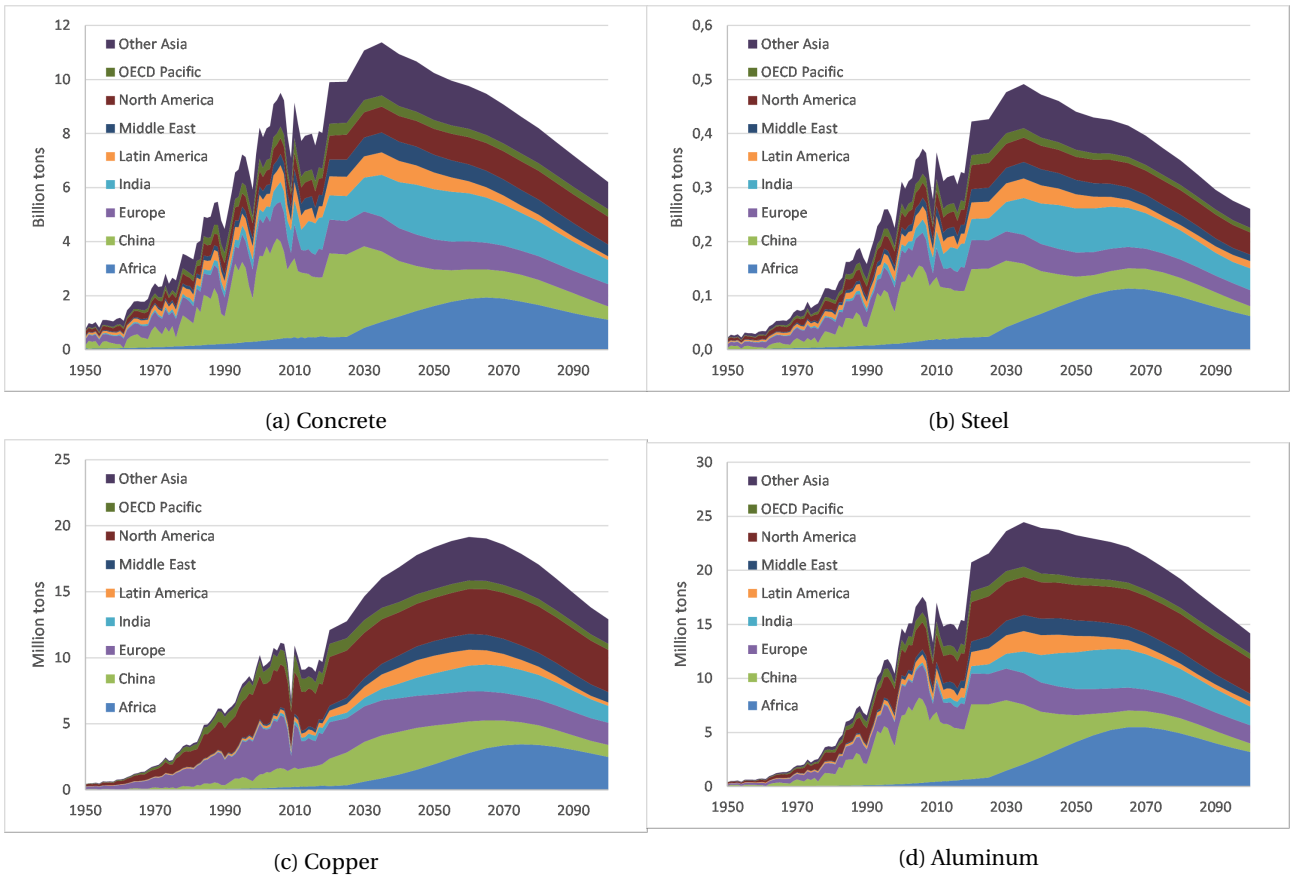 12
10
8
6
4
2
0
Billion tons
Other Asia
OECD Pacific
North America
Middle East
Latin America
India
Europe
China
Africa
1950 1970 1990 2010 2030 2050 2070 2090
(a) Concrete
0,6
0,5
0,4
0,3
0,2
0,1
0,0
Billion tons
Other Asia
OECD Pacific
North America
Middle East
Latin America
India
Europe
China
Africa
1950 1970 1990 2010 2030 2050 2070 2090
(b) Steel
25
20
15
10
5
0
Million tons
Other Asia
OECD Pacific
North America
Middle East
Latin America
India
Europe
China
Africa
1950 1970 1990 2010 2030 2050 2070 2090
(c) Copper
30
25
20
15
10
5
0
Million tons
Other Asia
OECD Pacific
North America
Middle East
Latin America
India
Europe
China
Africa
1950 1970 1990 2010 2030 2050 2070 2090
(d) Aluminum